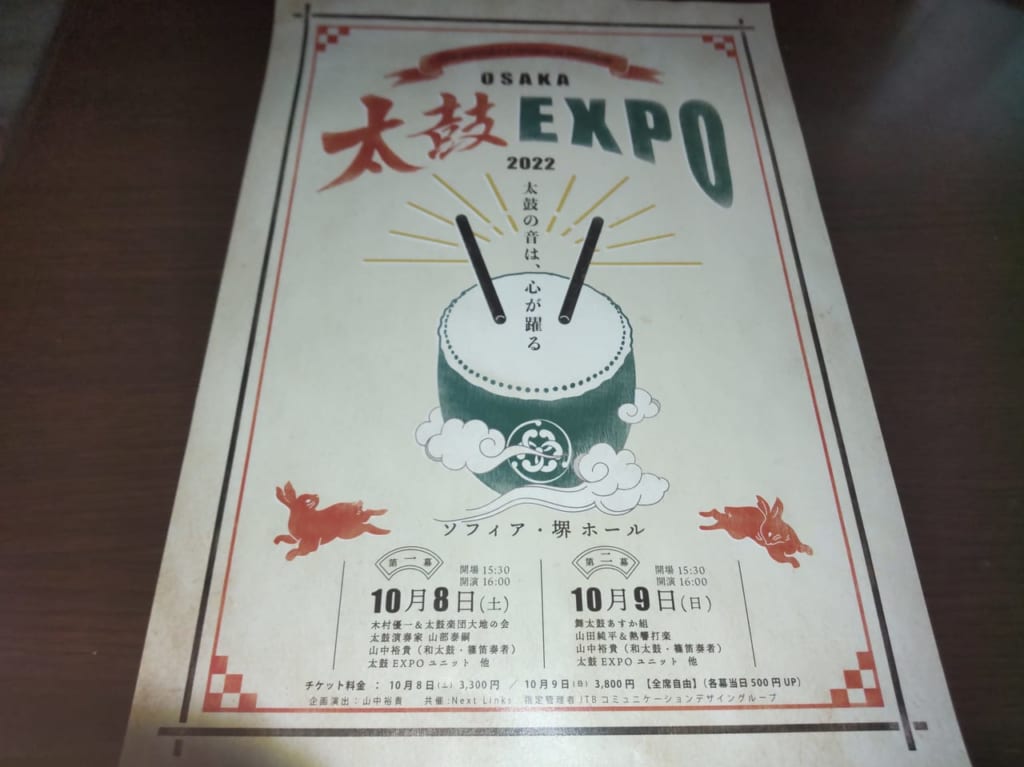 OSAKA
太鼓EXPO
2022
太鼓の音は、心が躍る
ソフィア・堺 ホール
第一幕
開場 15:30
開演 16:00
10月8日(土)
木村優一&太鼓楽団大地の会
太鼓演奏家 山部泰嗣
山中裕貴(和太鼓・篠笛奏者)
太鼓EXPOユニット 他
第二幕
開場 15:30
開演 16:00
10月9日(日)
舞太鼓あすか組
山田純平&熱響打楽
山中裕貴(和太鼓・篠笛奏者)
太鼓EXPOユニット 他
チケット料金 : 10月8日(土) 3,300円 / 10月9日(日) 3,800円 【全席自由】(各幕当日500円UP)
企画演出:山中裕貴 共催:Next Links 指定管理者JTBコミュニケーションデザイングループ